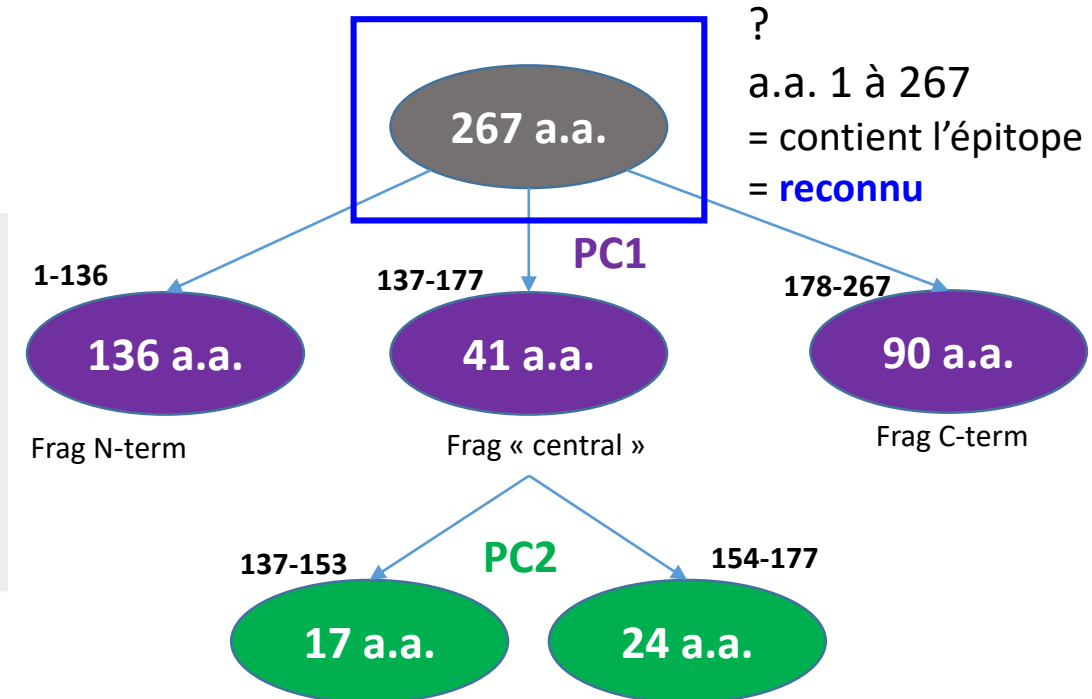 ?
a.a. 1 à 267
= contient l’épitope
= reconnu
267 a.a.
PC1
1-136
137-177
178-267
136 a.a.
41 a.a.
90 a.a.
Frag N-term
Frag « central »
Frag C-term
PC2
137-153
154-177
17 a.a.
24 a.a.